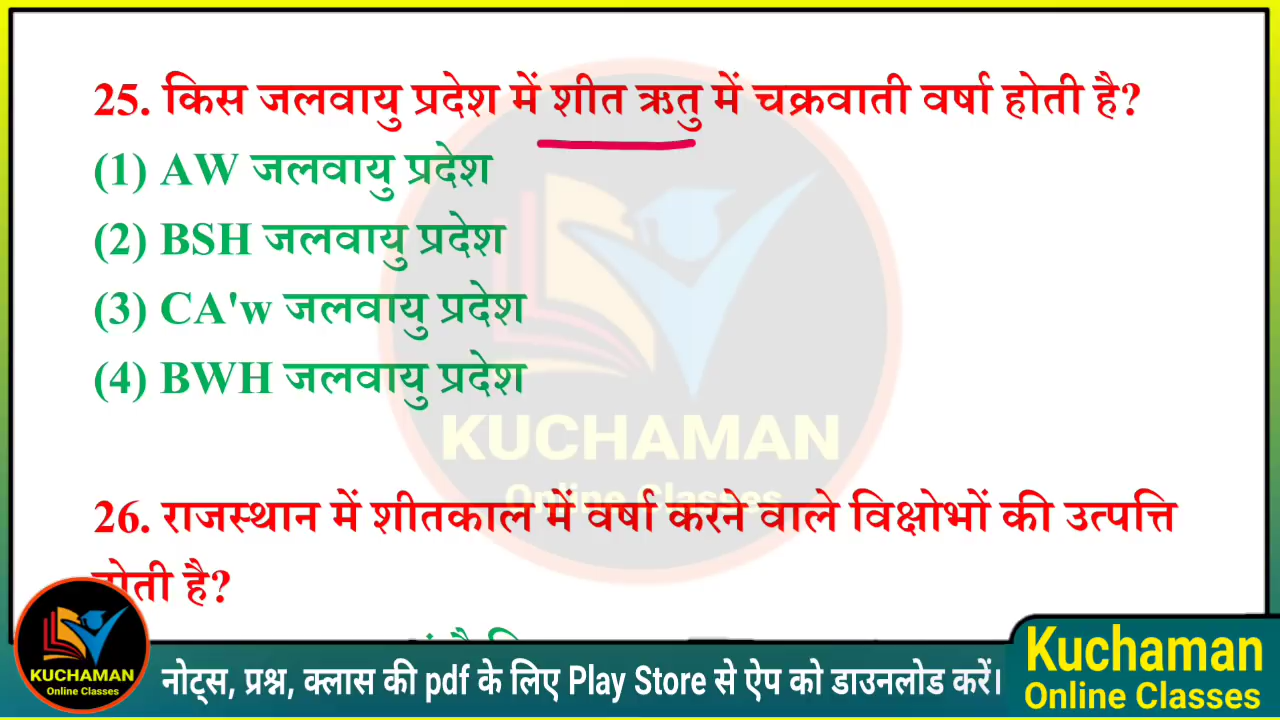 25. किस जलवायु प्रदेश में शीत ऋतु में चक्रवाती वर्षा होती है?
(1) AW जलवायु प्रदेश
(2) BSH जलवायु प्रदेश
(3) CA'w जलवायु प्रदेश
(4) BWH जलवायु प्रदेश
KUCHAMAN
Online Classes
26. राजस्थान में शीतकाल में वर्षा करने वाले विक्षोभों की उत्पत्ति
होती है?
KUCHAMAN
Online Classes
नोट्स, प्रश्न, क्लास की pdf के लिए Play Store से ऐप को डाउनलोड करें।
Kuchaman
Online Classes